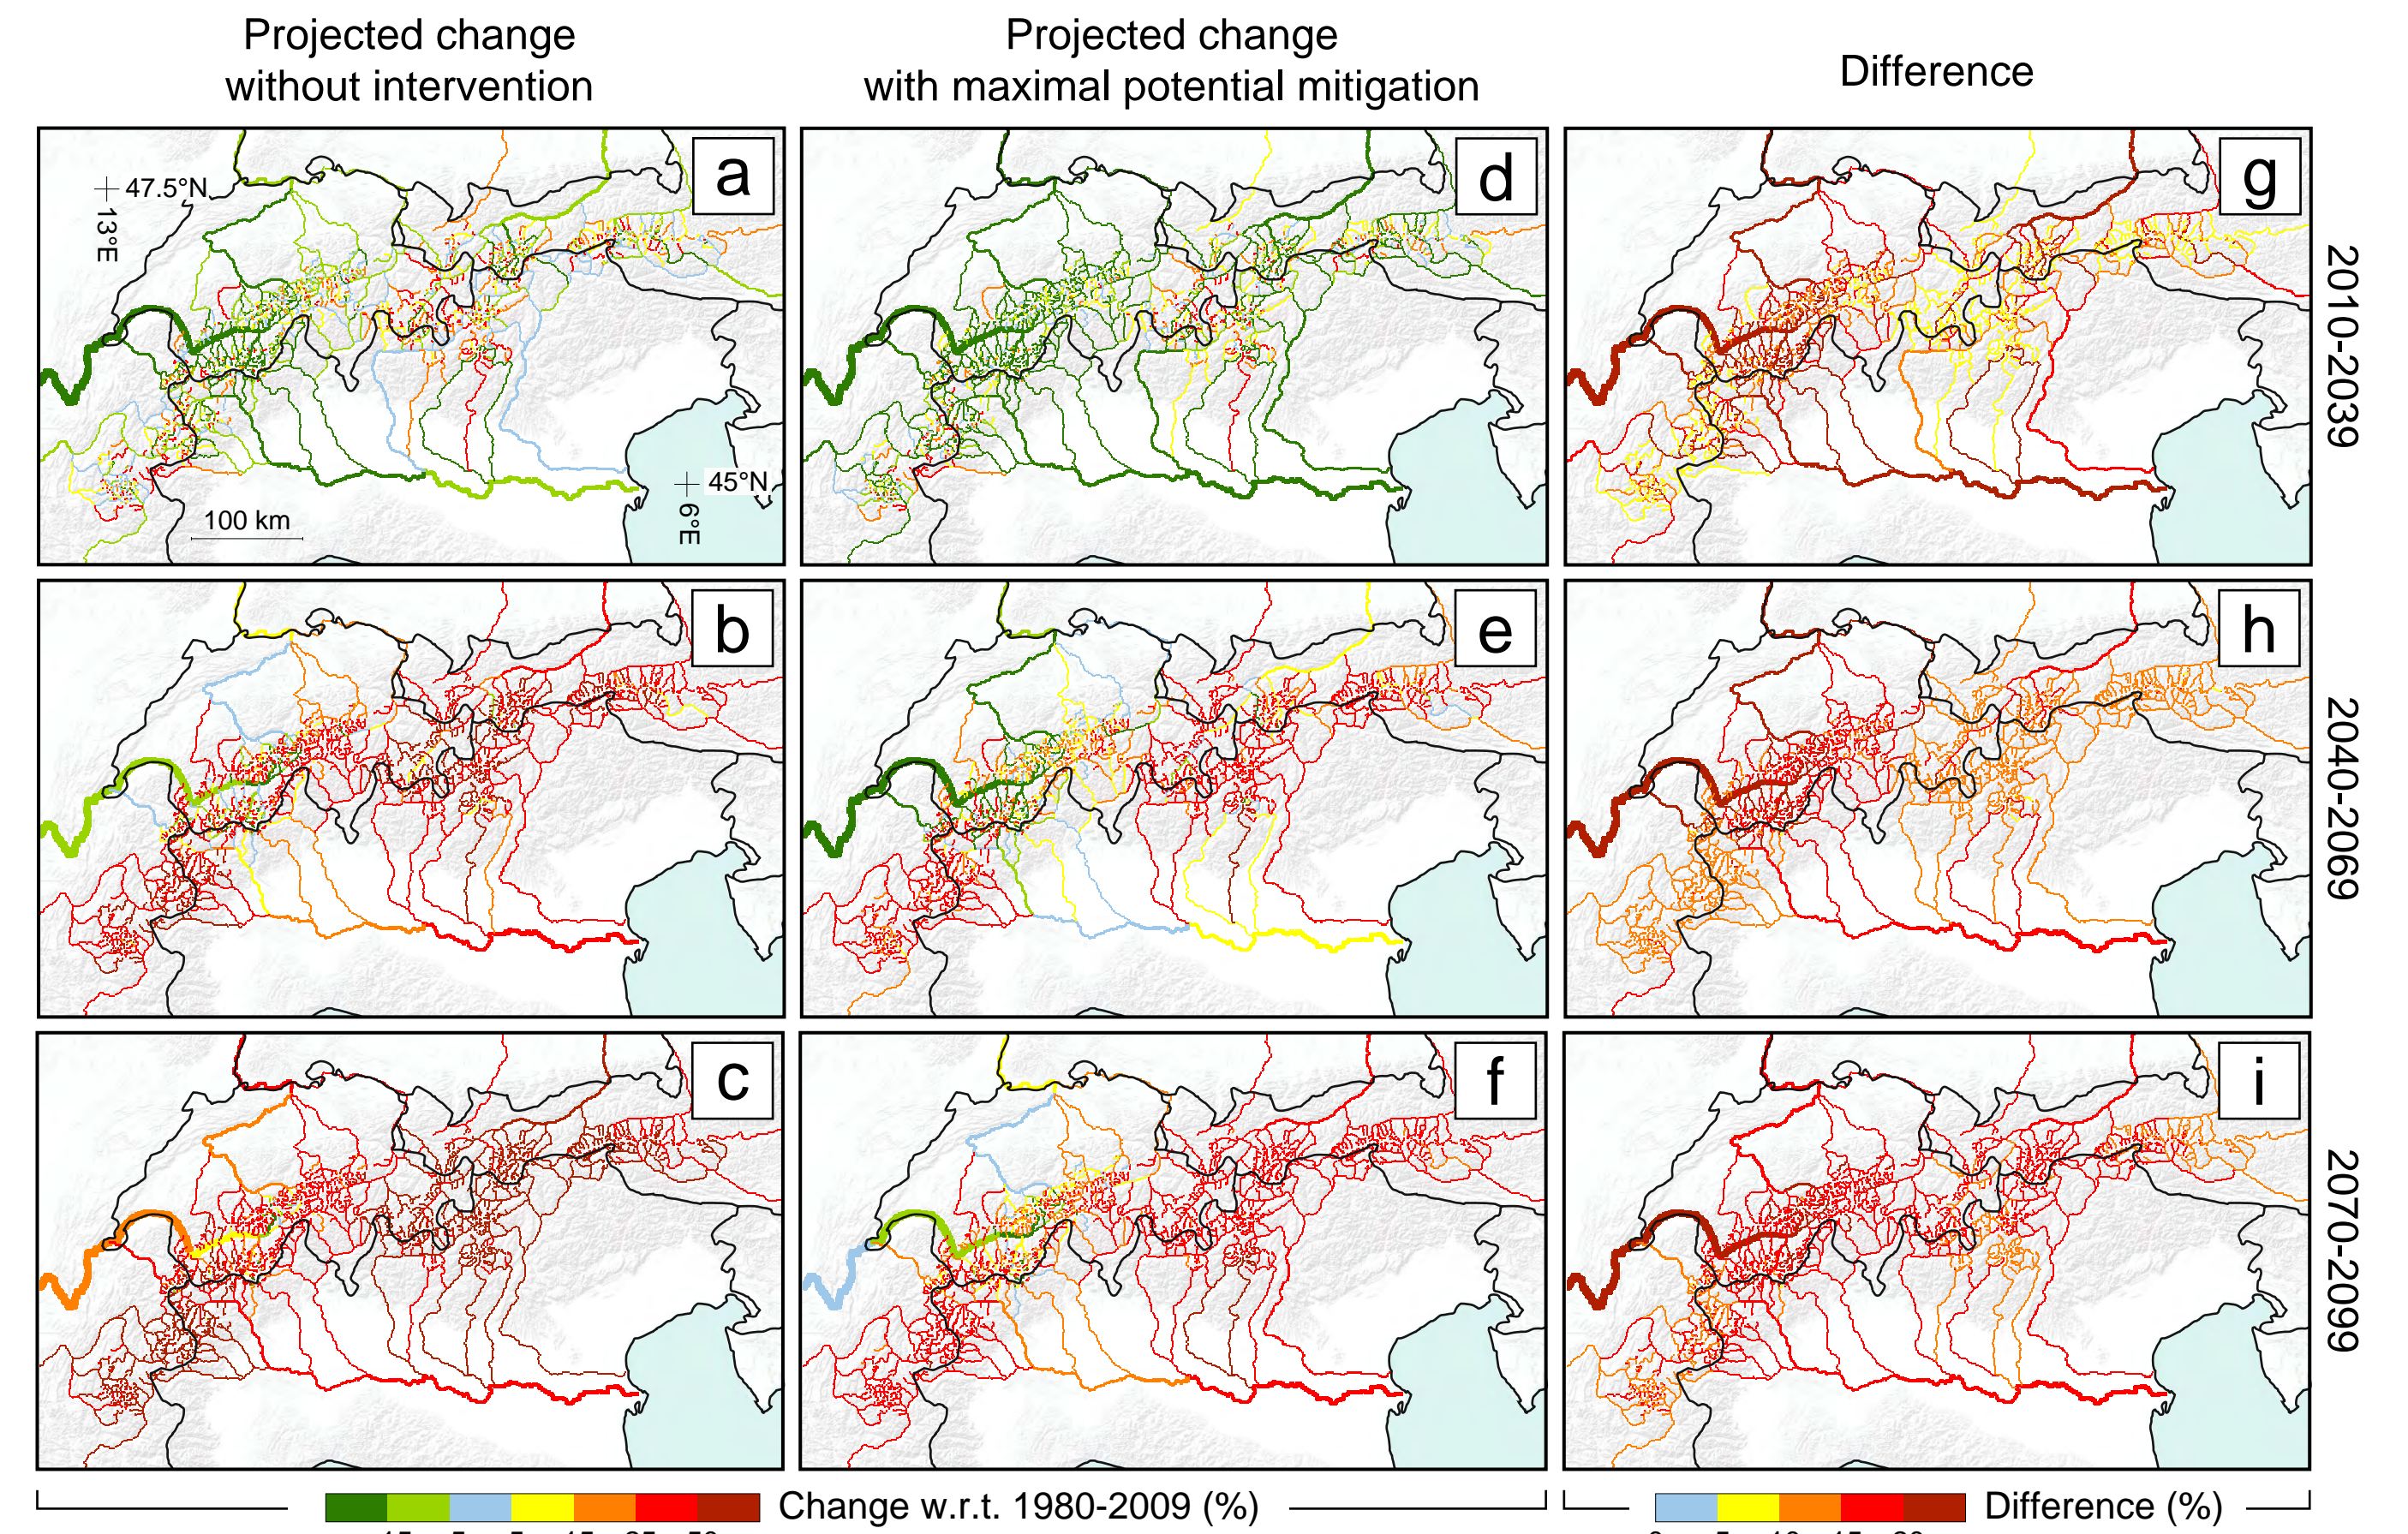 Projected change
without intervention
Projected change
with maximal potential mitigation
Difference
a
47.5°N
13°E
45°N
6°E
100 km
d
g
2010-2039
b
e
h
2040-2069
c
f
i
2070-2099
Change w.r.t. 1980-2009 (%)
Difference (%)